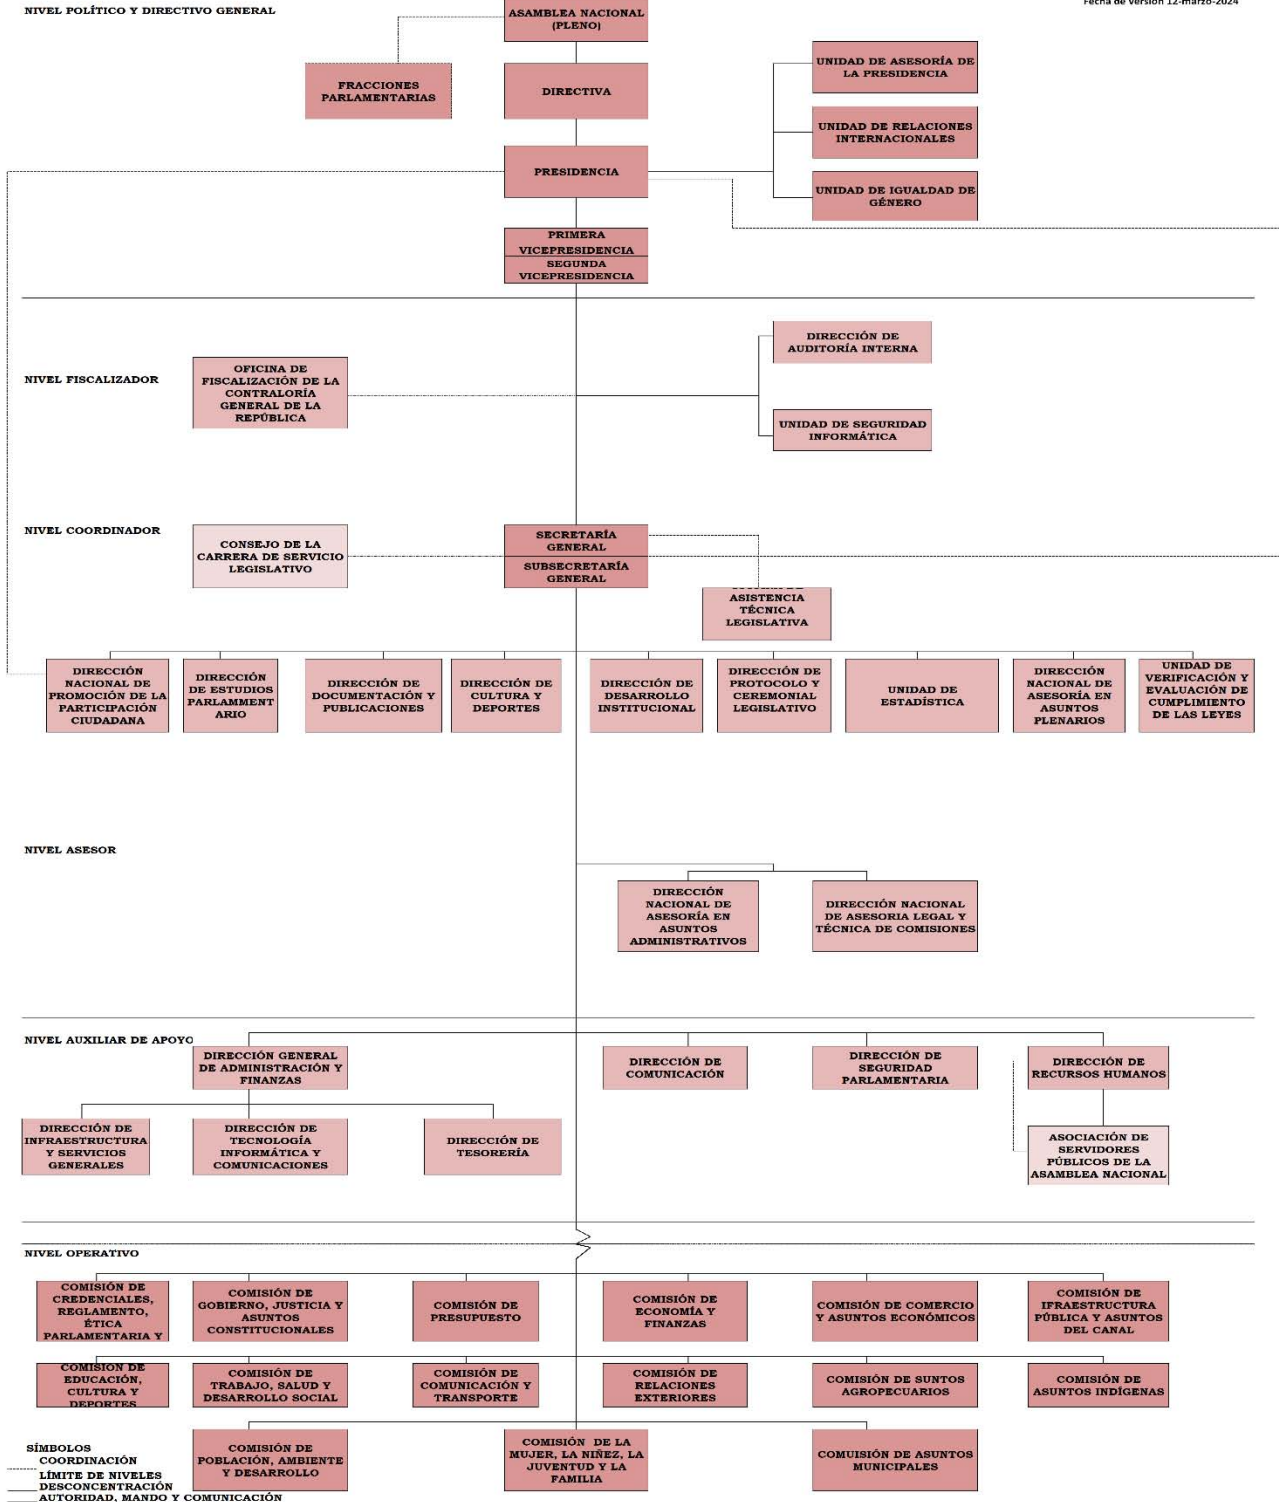 NIVEL POLÍTICO Y DIRECTIVO GENERAL
Fecha de versión 12-marzo-2024
ASAMBLEA NACIONAL
(PLENO)
FRACCIONES
PARLAMENTARIAS
DIRECTIVA
UNIDAD DE ASESORÍA DE
LA PRESIDENCIA
UNIDAD DE RELACIONES
INTERNACIONALES
PRESIDENCIA
UNIDAD DE IGUALDAD DE
GÉNERO
PRIMERA
VICEPRESIDENCIA
SEGUNDA
VICEPRESIDENCIA
NIVEL FISCALIZADOR
OFICINA DE
FISCALIZACIÓN DE LA
CONTRALORÍA
GENERAL DE LA
REPÚBLICA
DIRECCIÓN DE
AUDITORÍA INTERNA
UNIDAD DE SEGURIDAD
INFORMÁTICA
NIVEL COORDINADOR
CONSEJO DE LA
CARRERA DE SERVICIO
LEGISLATIVO
SECRETARÍA
GENERAL
SUBSECRETARÍA
GENERAL
ASISTENCIA
TÉCNICA
LEGISLATIVA
DIRECCIÓN
NACIONAL DE
PROMOCIÓN DE LA
PARTICIPACIÓN
CIUDADANA
DIRECCIÓN
DE ESTUDIOS
PARLAMMENT
ARIO
DIRECCIÓN DE
DOCUMENTACIÓN Y
PUBLICACIONES
DIRECCIÓN DE
CULTURA Y
DEPORTES
DIRECCIÓN DE
DESARROLLO
INSTITUCIONAL
DIRECCIÓN DE
PROTOCOLO Y
CEREMONIAL
LEGISLATIVO
UNIDAD DE
ESTADÍSTICA
DIRECCIÓN
NACIONAL DE
ASESORÍA EN
ASUNTOS
PLENARIOS
UNIDAD DE
VERIFICACIÓN Y
EVALUACIÓN DE
CUMPLIMIENTO
DE LAS LEYES
NIVEL ASESOR
DIRECCIÓN
NACIONAL DE
ASESORÍA EN
ASUNTOS
ADMINISTRATIVOS
DIRECCIÓN NACIONAL
DE ASESORIA LEGAL Y
TÉCNICA DE COMISIONES
NIVEL AUXILIAR DE APOYO
DIRECCIÓN GENERAL
DE ADMINISTRACIÓN Y
FINANZAS
DIRECCIÓN DE
COMUNICACIÓN
DIRECCIÓN DE
SEGURIDAD
PARLAMENTARIA
DIRECCIÓN DE
RECURSOS HUMANOS
DIRECCIÓN DE
INFRAESTRUCTURA
Y SERVICIOS
GENERALES
DIRECCIÓN DE
TECNOLOGÍA
INFORMÁTICA Y
COMUNICACIONES
DIRECCIÓN DE
TESORERÍA
ASOCIACIÓN DE
SERVIDORES
PÚBLICOS DE LA
ASAMBLEA NACIONAL
NIVEL OPERATIVO
COMISIÓN DE
CREDENCIALES,
REGLAMENTO,
ÉTICA
PARLAMENTARIA Y
COMISIÓN DE
GOBIERNO, JUSTICIA Y
ASUNTOS
CONSTITUCIONALES
COMISIÓN DE
PRESUPUESTO
COMISIÓN DE
ECONOMÍA Y
FINANZAS
COMISIÓN DE COMERCIO
Y ASUNTOS ECONÓMICOS
COMISIÓN DE
IFRAESTRUCTURA
PÚBLICA Y ASUNTOS
DEL CANAL
COMISIÓN DE
EDUCACIÓN,
CULTURA Y
DEPORTES
COMISIÓN DE
TRABAJO, SALUD Y
DESARROLLO SOCIAL
COMISIÓN DE
COMUNICACIÓN Y
TRANSPORTE
COMISIÓN DE
RELACIONES
EXTERIORES
COMISIÓN DE SUNTOS
AGROPECUARIOS
COMISIÓN DE
ASUNTOS INDÍGENAS
COMISIÓN DE
POBLACIÓN, AMBIENTE
Y DESARROLLO
COMISIÓN DE LA
MUJER, LA NIÑEZ, LA
JUVENTUD Y LA
FAMILIA
COMUISIÓN DE ASUNTOS
MUNICIPALES
SÍMBOLOS
COORDINACIÓN
LÍMITE DE NIVELES
DESCONCENTRACIÓN
AUTORIDAD, MANDO Y COMUNICACIÓN